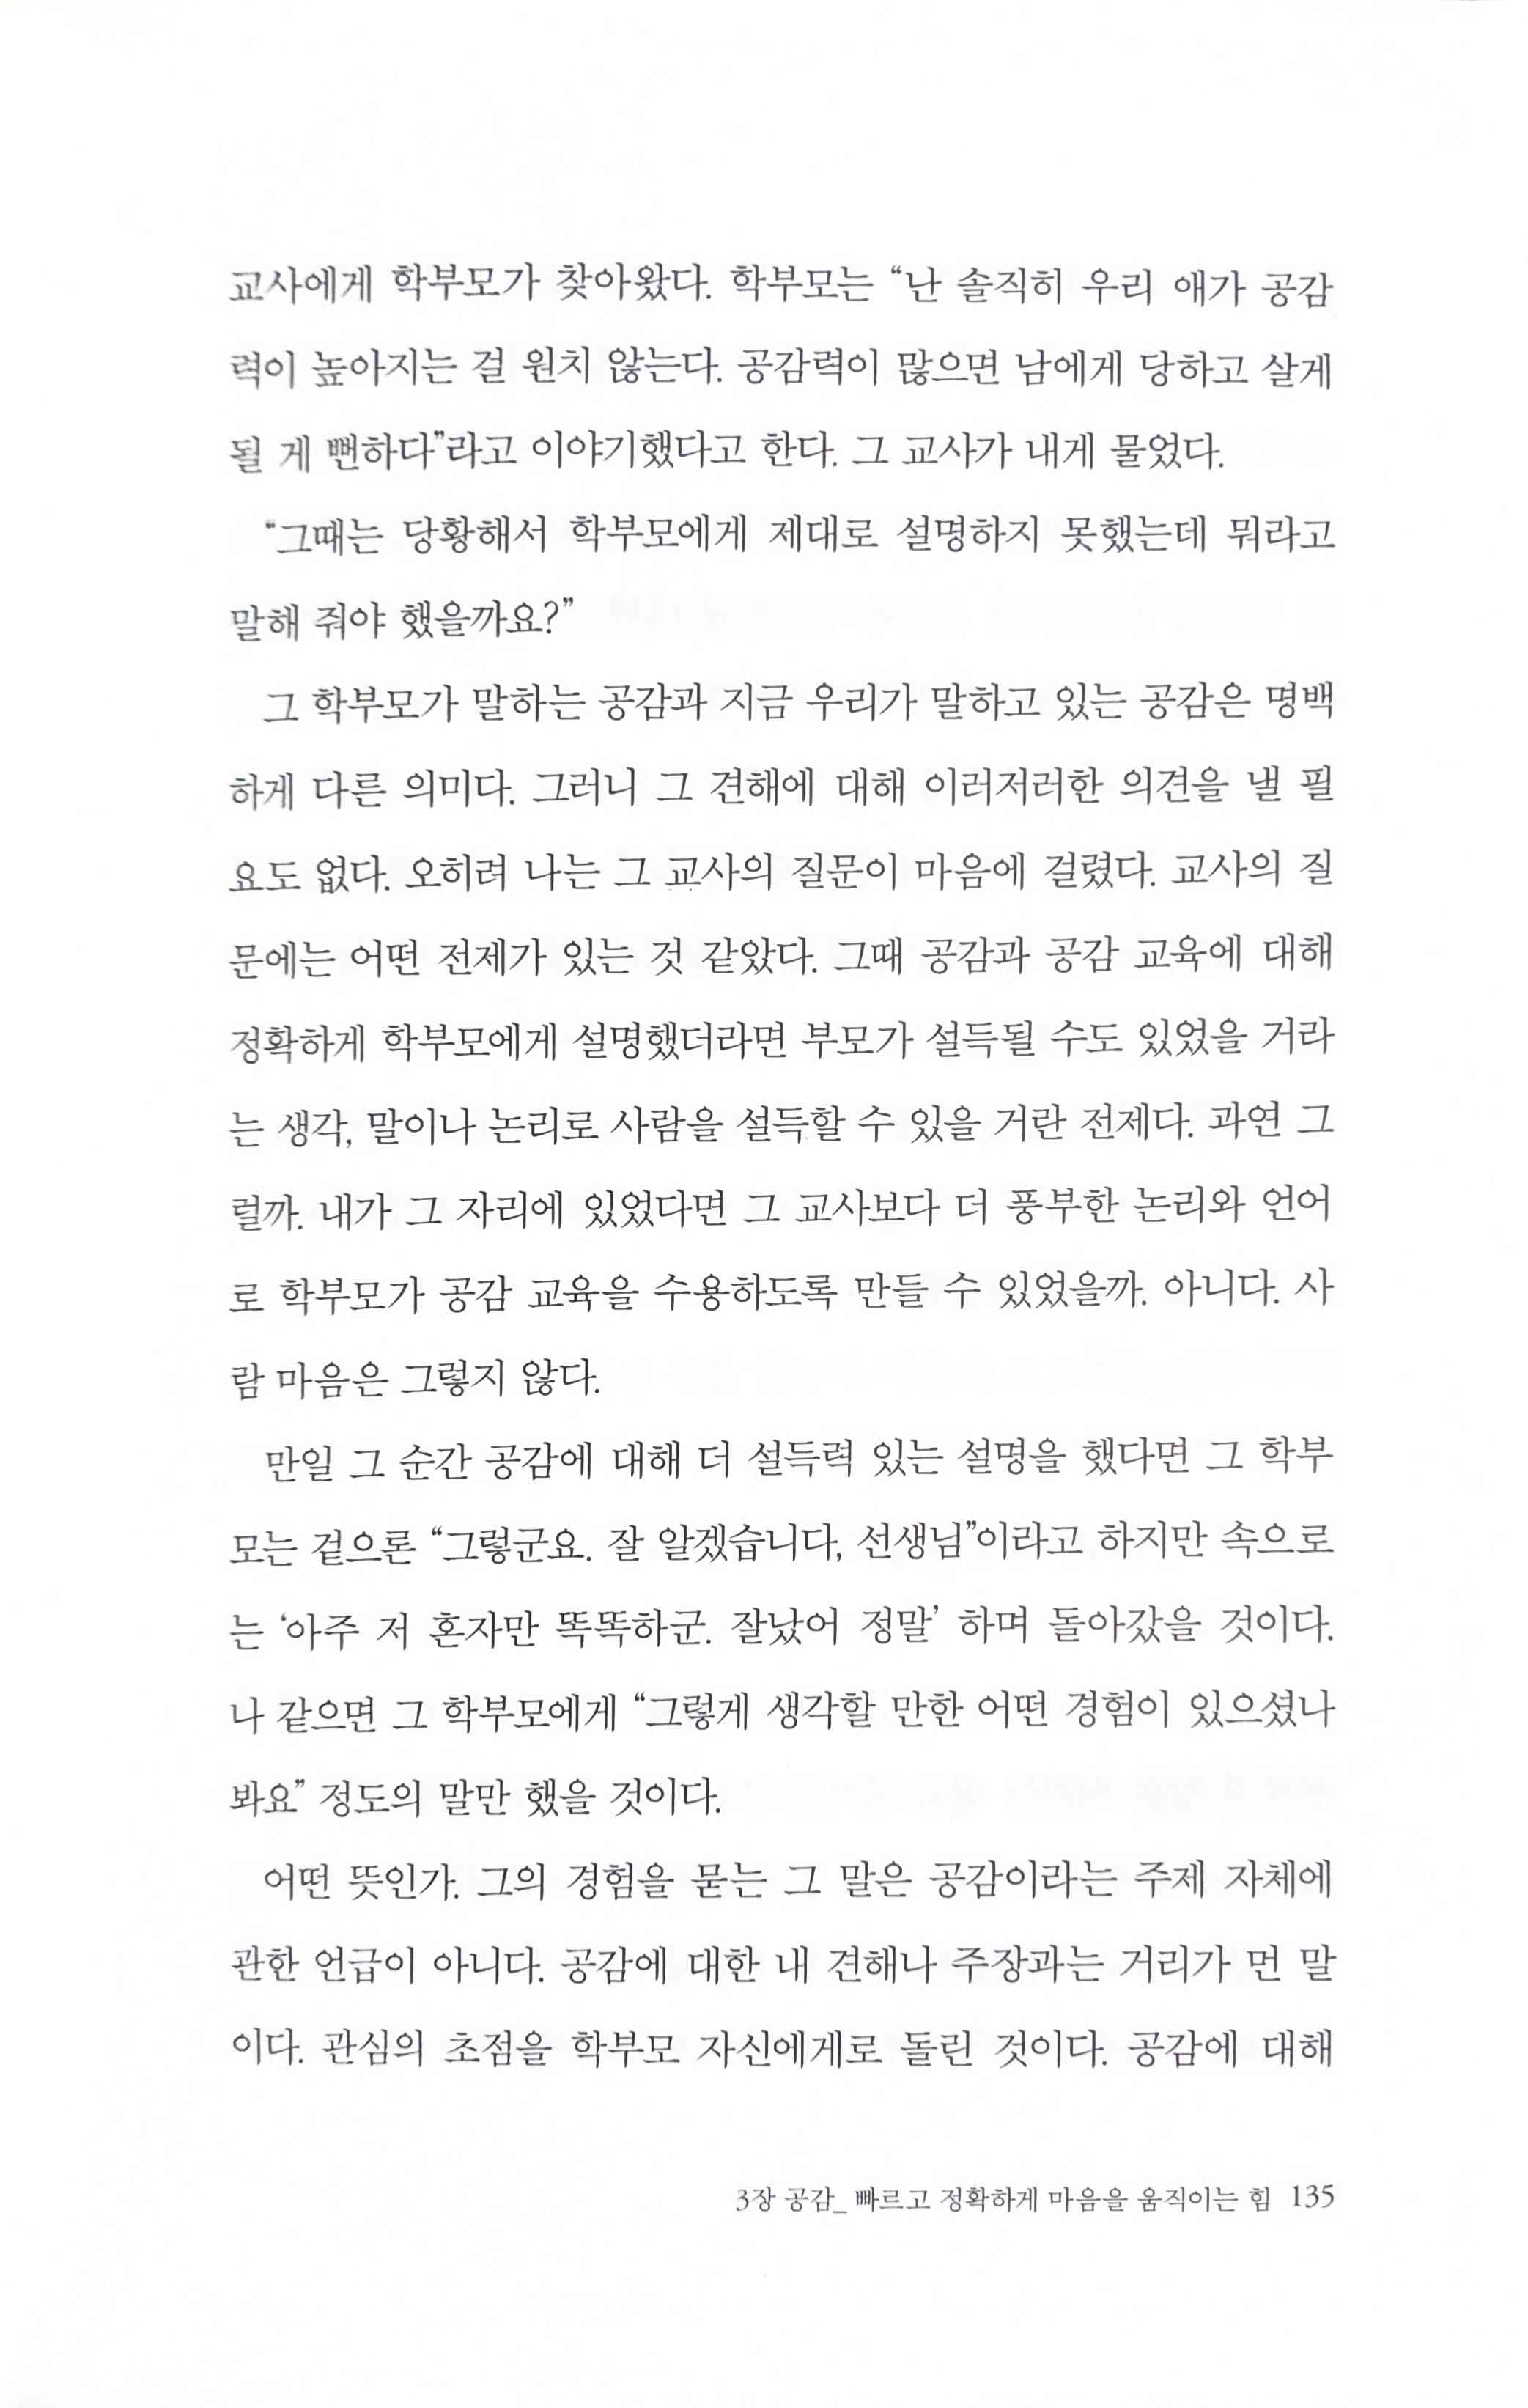 교사에게 학부모가 찾아왔다. 학부모는 “난 솔직히 우리 애가 공감
력이 높아지는 걸 원치 않는다. 공감력이 많으면 남에게 당하고 살게
될 게 뻔하다”라고 이야기했다고 한다. 그 교사가 내게 물었다.
“그때는 당황해서 학부모에게 제대로 설명하지 못했는데 뭐라고
말해 줘야 했을까요?”
그 학부모가 말하는 공감과 지금 우리가 말하고 있는 공감은 명백
하게 다른 의미다. 그러니 그 견해에 대해 이러저러한 의견을 낼 필
요도 없다. 오히려 나는 그 교사의 질문이 마음에 걸렸다. 교사의 질
문에는 어떤 전제가 있는 것 같았다. 그때 공감과 공감 교육에 대해
정확하게 학부모에게 설명했더라면 부모가 설득될 수도 있었을 거라
는 생각, 말이나 논리로 사람을 설득할 수 있을 거란 전제다. 과연 그
럴까. 내가 그 자리에 있었다면 그 교사보다 더 풍부한 논리와 언어
로 학부모가 공감 교육을 수용하도록 만들 수 있었을까. 아니다. 사
람 마음은 그렇지 않다.
만일 그 순간 공감에 대해 더 설득력 있는 설명을 했다면 그 학부
모는 겉으론 “그렇군요. 잘 알겠습니다, 선생님”이라고 하지만 속으로
는 ‘아주 저 혼자만 똑똑하군. 잘났어 정말’ 하며 돌아갔을 것이다.
나 같으면 그 학부모에게 “그렇게 생각할 만한 어떤 경험이 있으셨나
봐요” 정도의 말만 했을 것이다.
어떤 뜻인가. 그의 경험을 묻는 그 말은 공감이라는 주제 자체에
관한 언급이 아니다. 공감에 대한 내 견해나 주장과는 거리가 먼 말
이다. 관심의 초점을 학부모 자신에게로 돌린 것이다. 공감에 대해
3장 공감_ 빠르고 정확하게 마음을 움직이는 힘 135